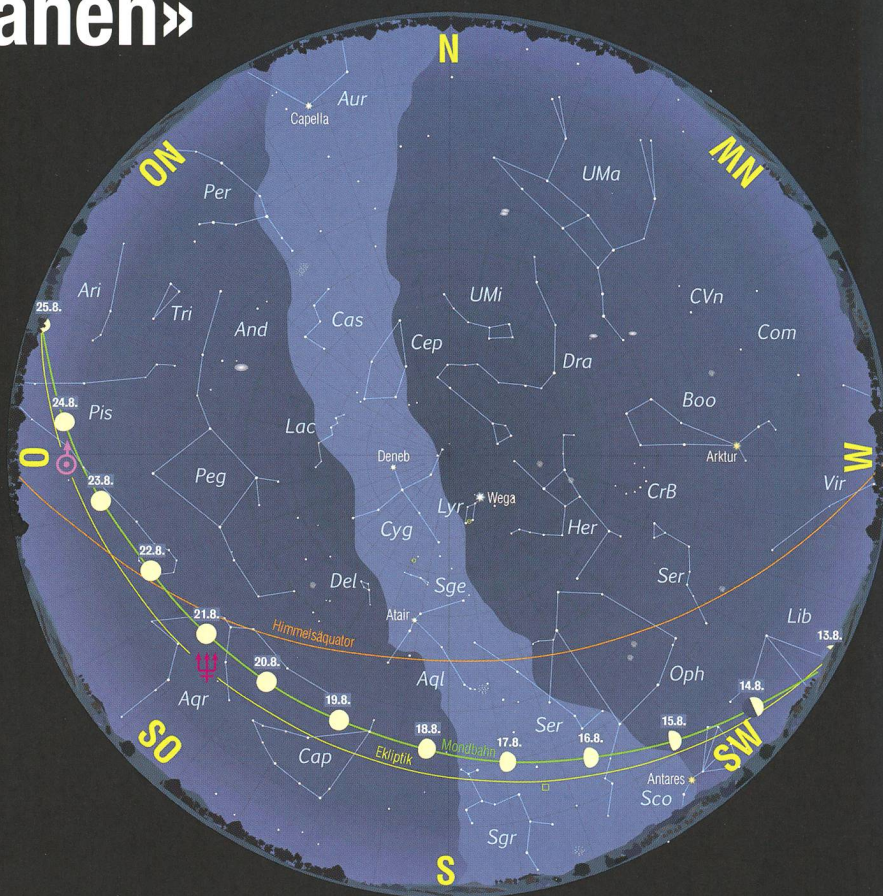 anen»
N
NO
NW
Aur
Capella
Per
UMa
Ari
Tri
And
Cas
UMi
CVn
Com
Cep
Dra
25.8.
24.8.
Pis
Lac
Boo
Arktur
O
W
Deneb
Peg
23.8.
Wega
Lyr
CrB
Vir
Cyg
Her
22.8.
Del
Sge
Ser
Atair
21.8.
Himmelsäquator
Lib
13.8.
20.8.
Aql
Oph
14.8.
Aqr
19.8.
18.8.
Mondbahn
17.8.
Ser
16.8.
15.8.
SO
SW
Cap
Ekliptik
Antares
Sco
Sgr
S